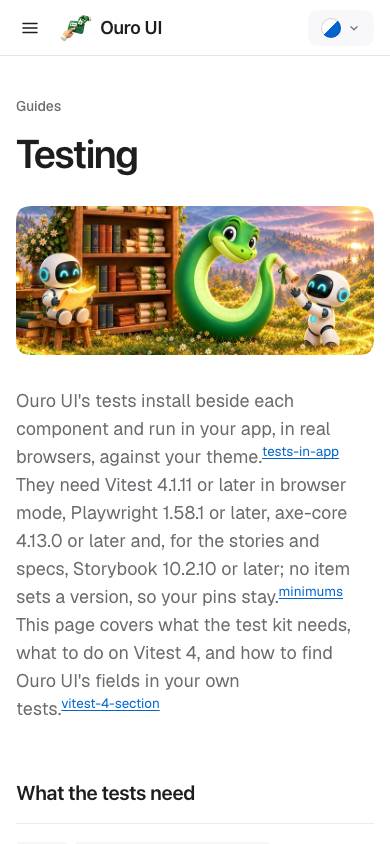 Ouro UI
Guides
Testing
Ouro UI's tests install beside each
component and run in your app, in real
browsers, against your theme.tests-in-app
They need Vitest 4.1.11 or later in browser
mode, Playwright 1.58.1 or later, axe-core
4.13.0 or later and, for the stories and
specs, Storybook 10.2.10 or later; no item
sets a version, so your pins stay.minimums
This page covers what the test kit needs,
what to do on Vitest 4, and how to find
Ouro UI's fields in your own
tests.vitest-4-section
What the tests need